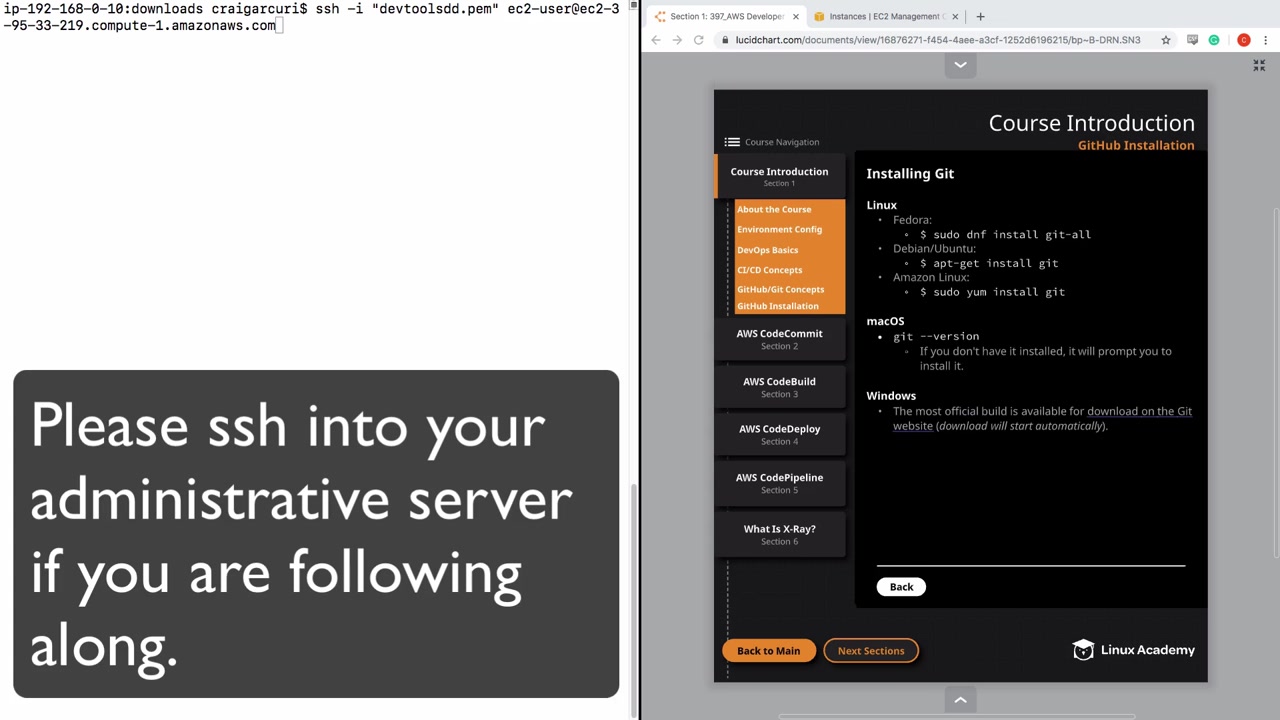 ip-192-168-0-10:downloads craigarcuri$ ssh -i "devtoolsdd.pem" ec2-user@ec2-3
-95-33-219.compute-1.amazonaws.com
Please ssh into your
administrative server
if you are following
along.
Section 1: 397_AWS Developer
Instances | EC2 Management C
lucidchart.com/documents/view/16876271-f454-4aee-a3cf-1252d6196215/bp~B-DRN.SN3
Course Introduction
GitHub Installation
Course Navigation
Course Introduction
Section 1
About the Course
Environment Config
DevOps Basics
CI/CD Concepts
GitHub/Git Concepts
GitHub Installation
AWS CodeCommit
Section 2
AWS CodeBuild
Section 3
AWS CodeDeploy
Section 4
AWS CodePipeline
Section 5
What Is X-Ray?
Section 6
Installing Git
Linux
• Fedora:
◦ $ sudo dnf install git-all
• Debian/Ubuntu:
◦ $ apt-get install git
• Amazon Linux:
◦ $ sudo yum install git
macOS
• git --version
◦ If you don't have it installed, it will prompt you to
install it.
Windows
• The most official build is available for download on the Git
website (download will start automatically).
Back
Back to Main
Next Sections
Linux Academy